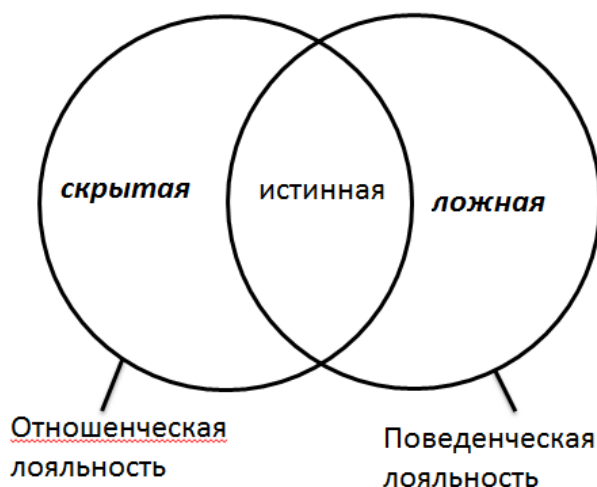 скрытая
истинная
ложная
Отношенческая
лояльность
Поведенческая
лояльность